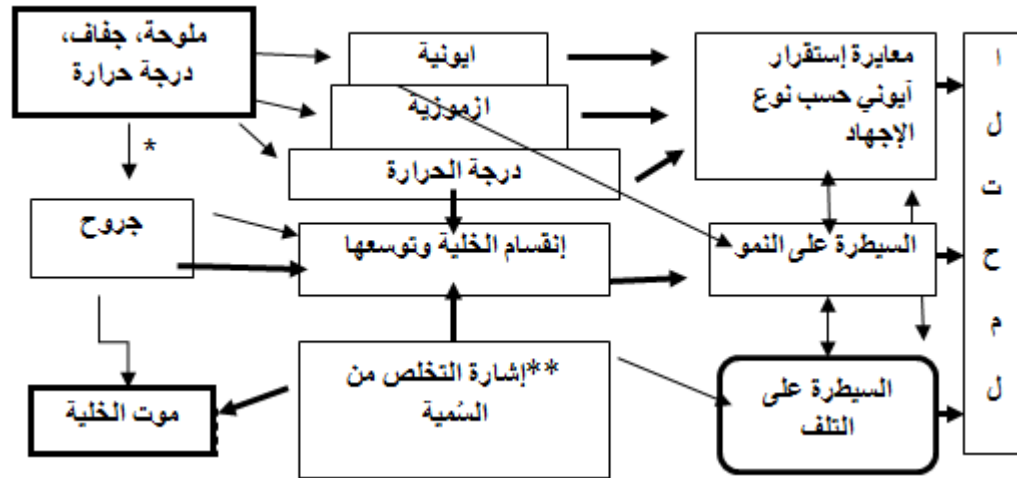 ملوحة، جفاف،
درجة حرارة
*
جروح
موت الخلية
ايونية
ازموزية
درجة الحرارة
إنقسام الخلية وتوسعها
**إشارة التخلص من
السُمية
معايرة إستقرار
آيوني حسب نوع
الإجهاد
السيطرة على النمو
السيطرة على
التلف
ا
ل
ت
ح
م
ل